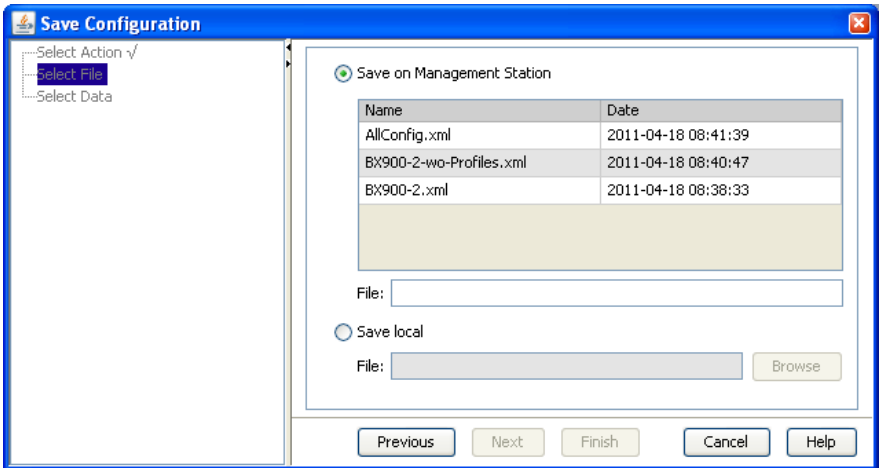 Save Configuration
Select Action √
Select File
Select Data
Save on Management Station
Name Date
AllConfig.xml 2011-04-18 08:41:39
BX900-2-wo-Profiles.xml 2011-04-18 08:40:47
BX900-2.xml 2011-04-18 08:38:33
File:
Save local
File: Browse
Previous Next Finish Cancel Help